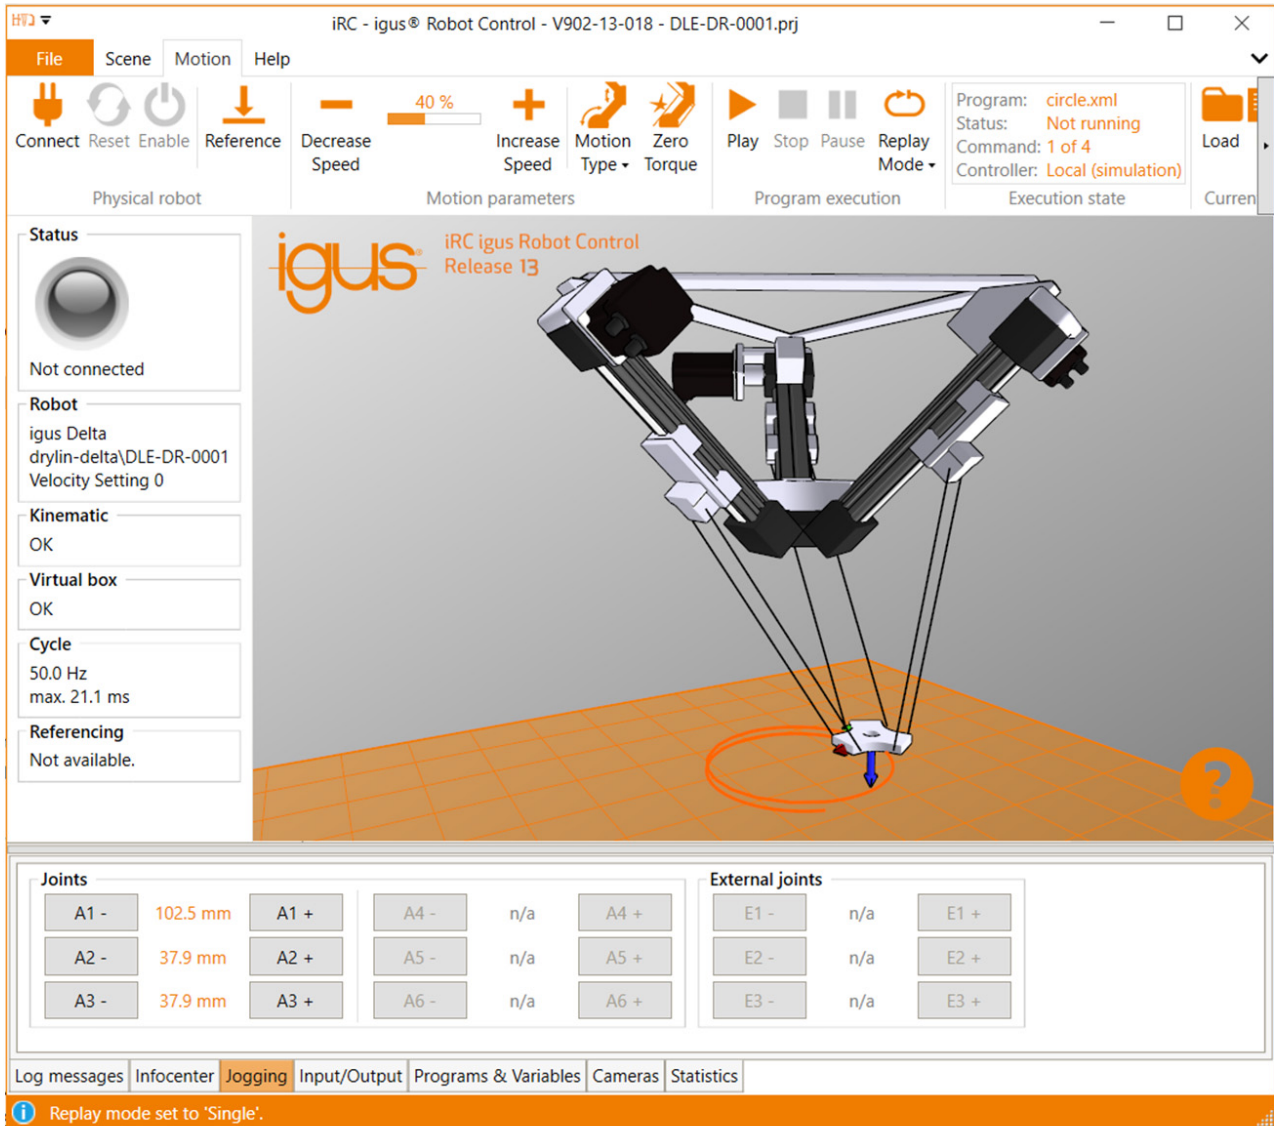 iRC - igus® Robot Control - V902-13-018 - DLE-DR-0001.prj
File Scene Motion Help
Connect Reset Enable Reference Decrease Speed 40 % Increase Speed Motion Type Zero Torque Play Stop Pause Replay Mode Load
Program: circle.xml
Status: Not running
Command: 1 of 4
Controller: Local (simulation)
Physical robot Motion parameters Program execution Execution state Curren
Status
Not connected
Robot
igus Delta
drylin-delta\DLE-DR-0001
Velocity Setting 0
Kinematic
OK
Virtual box
OK
Cycle
50.0 Hz
max. 21.1 ms
Referencing
Not available.
igus®
iRC igus Robot Control
Release 13
?
Joints External joints
A1 - 102.5 mm A1 + A4 - n/a A4 + E1 - n/a E1 +
A2 - 37.9 mm A2 + A5 - n/a A5 + E2 - n/a E2 +
A3 - 37.9 mm A3 + A6 - n/a A6 + E3 - n/a E3 +
Log messages Infocenter Jogging Input/Output Programs & Variables Cameras Statistics
Replay mode set to 'Single'.